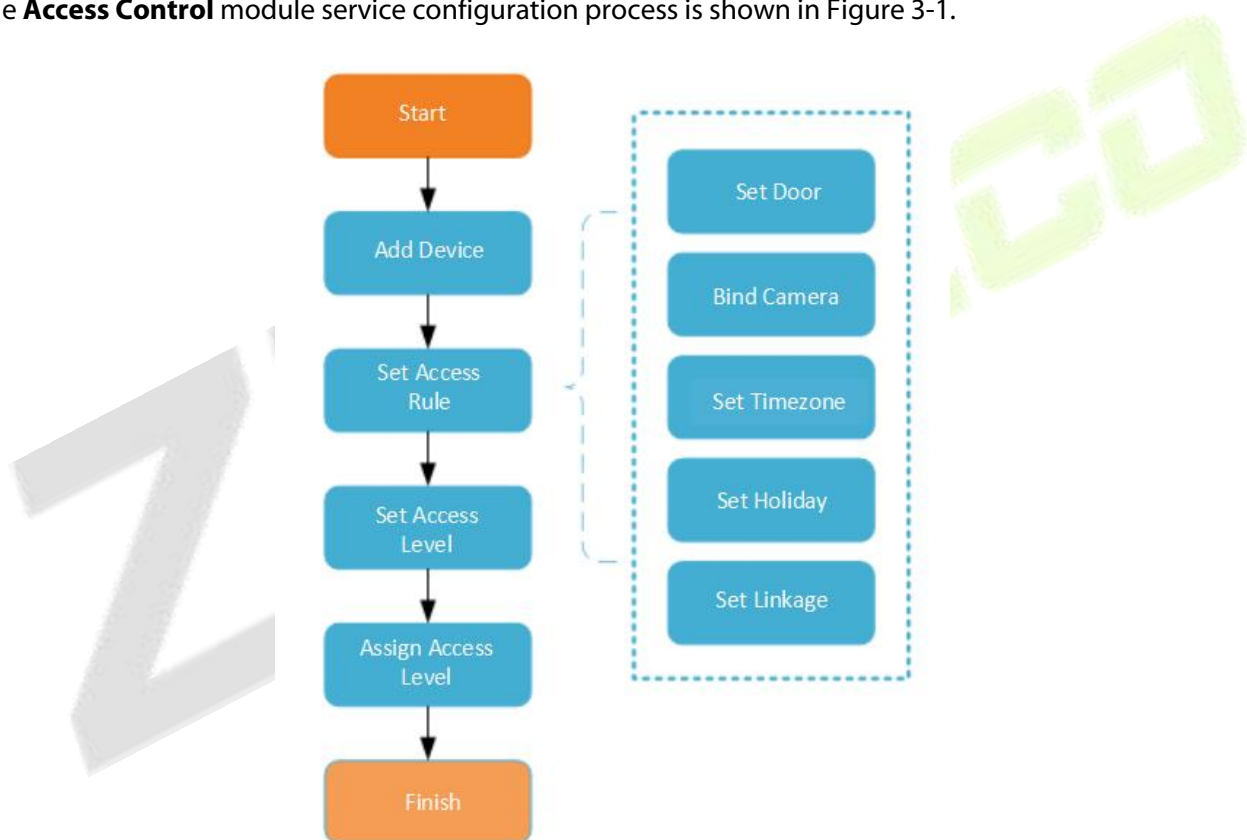 e Access Control module service configuration process is shown in Figure 3-1.
Start
Add Device
Set Access
Rule
Set Access
Level
Assign Access
Level
Finish
Set Door
Bind Camera
Set Timezone
Set Holiday
Set Linkage